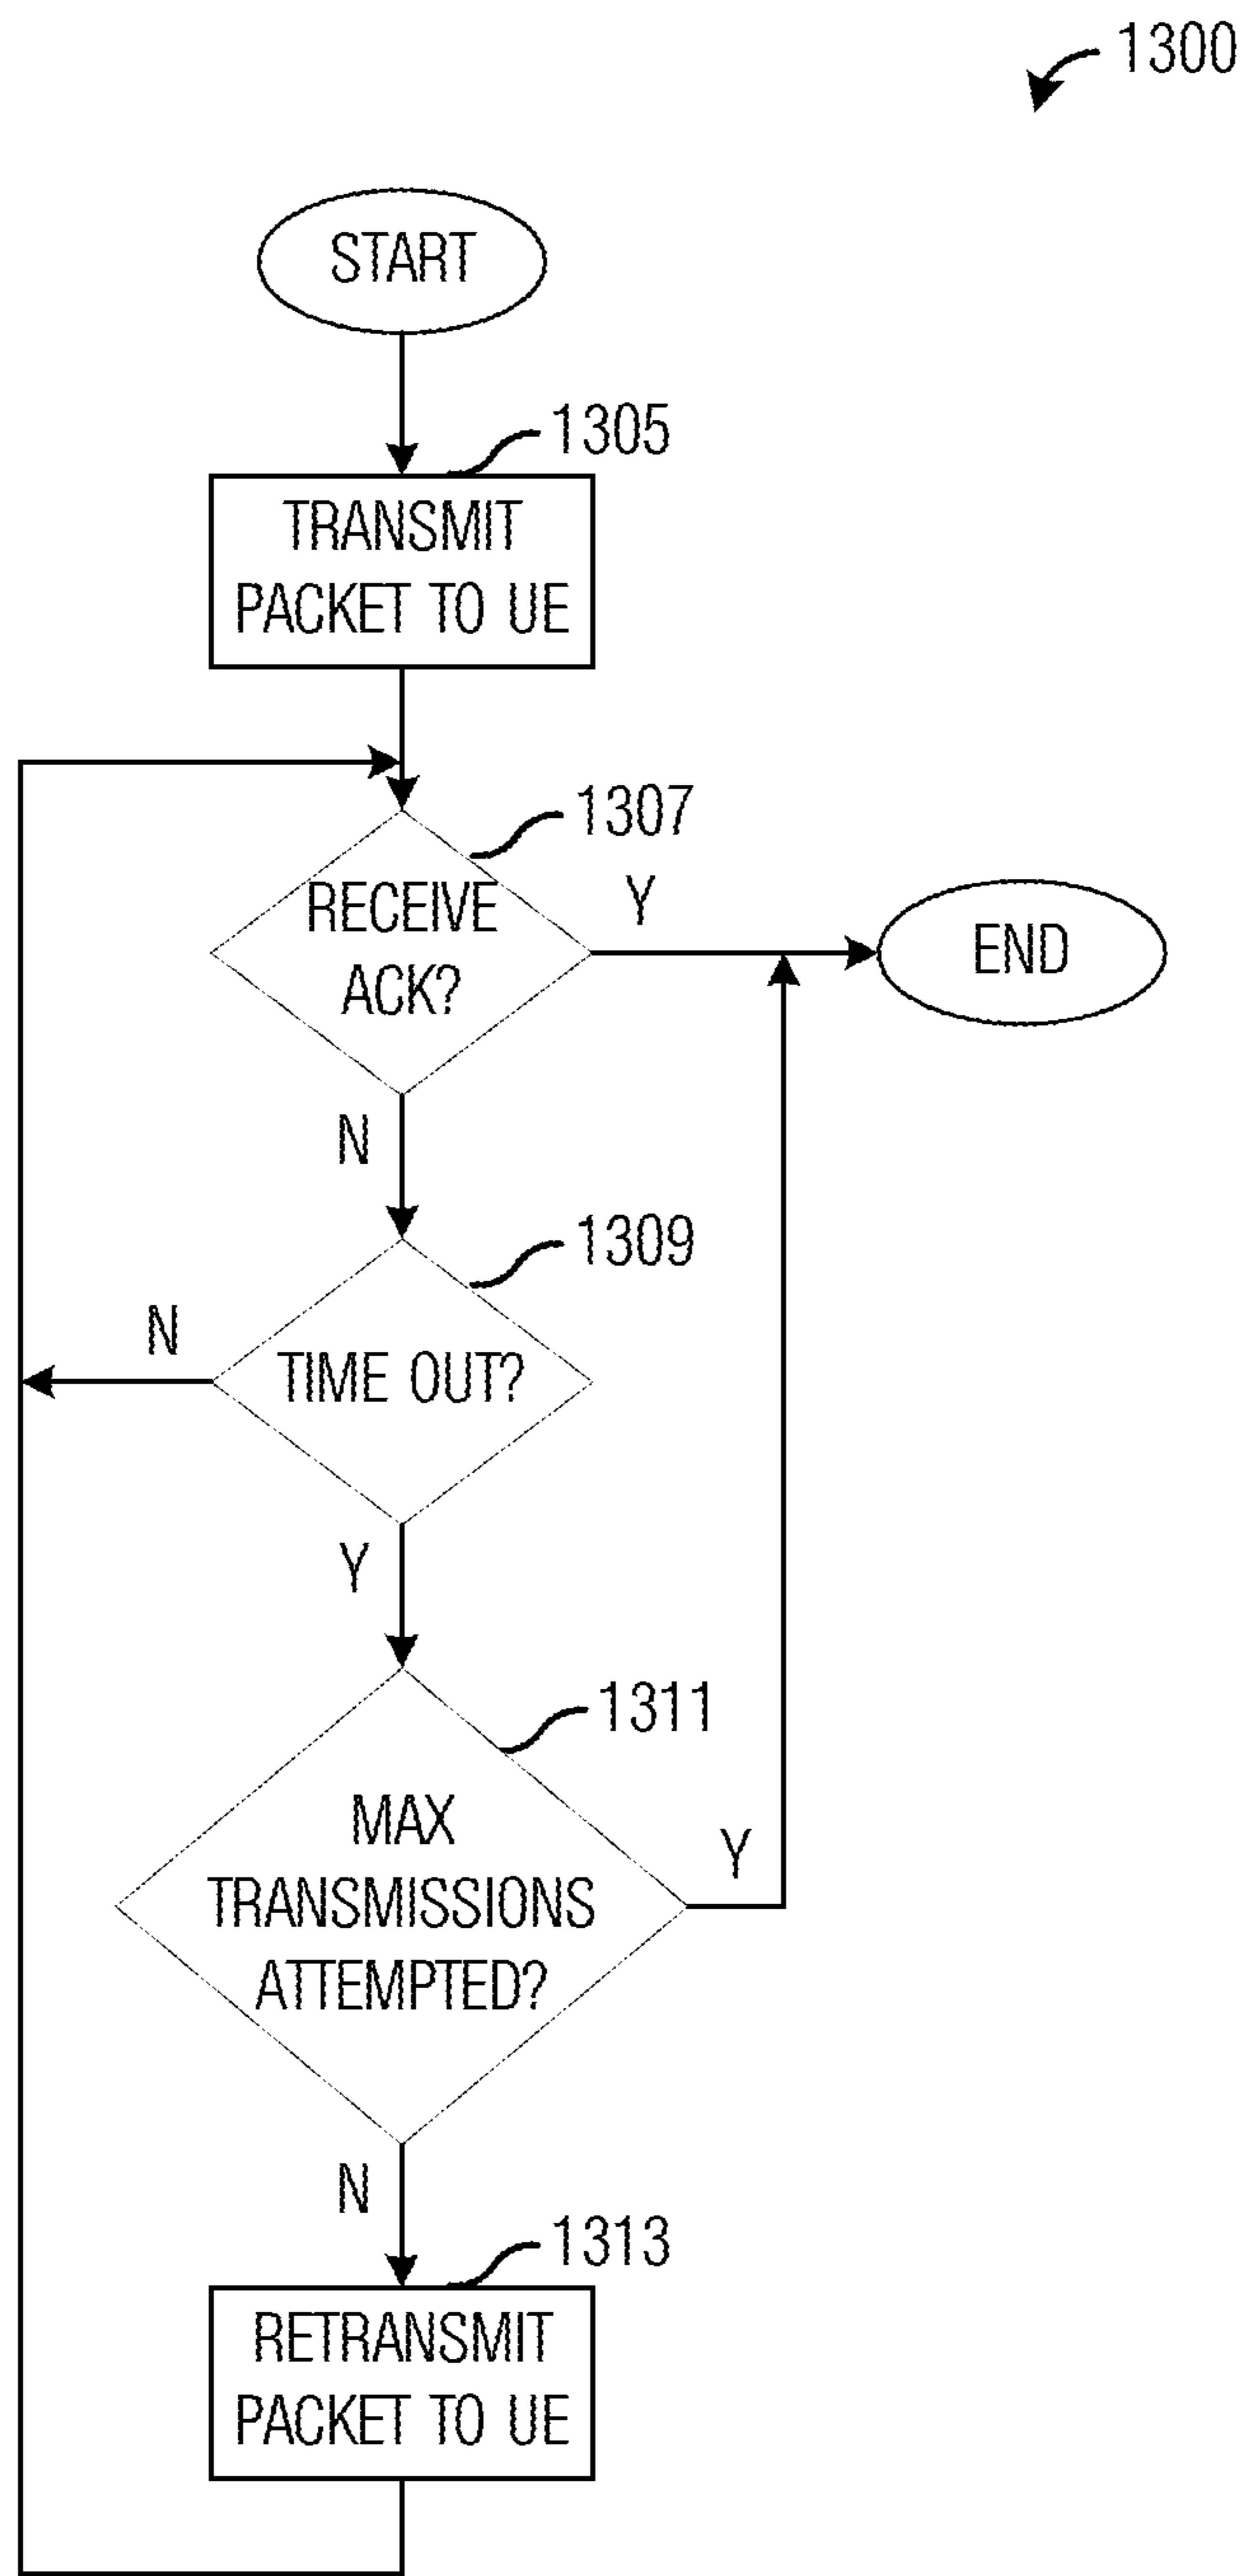 1300
START
1305
TRANSMIT
PACKET TO UE
1307
RECEIVE
ACK?
Y
END
N
1309
N
TIME OUT?
Y
1311
MAX
TRANSMISSIONS
ATTEMPTED?
Y
N
1313
RETRANSMIT
PACKET TO UE